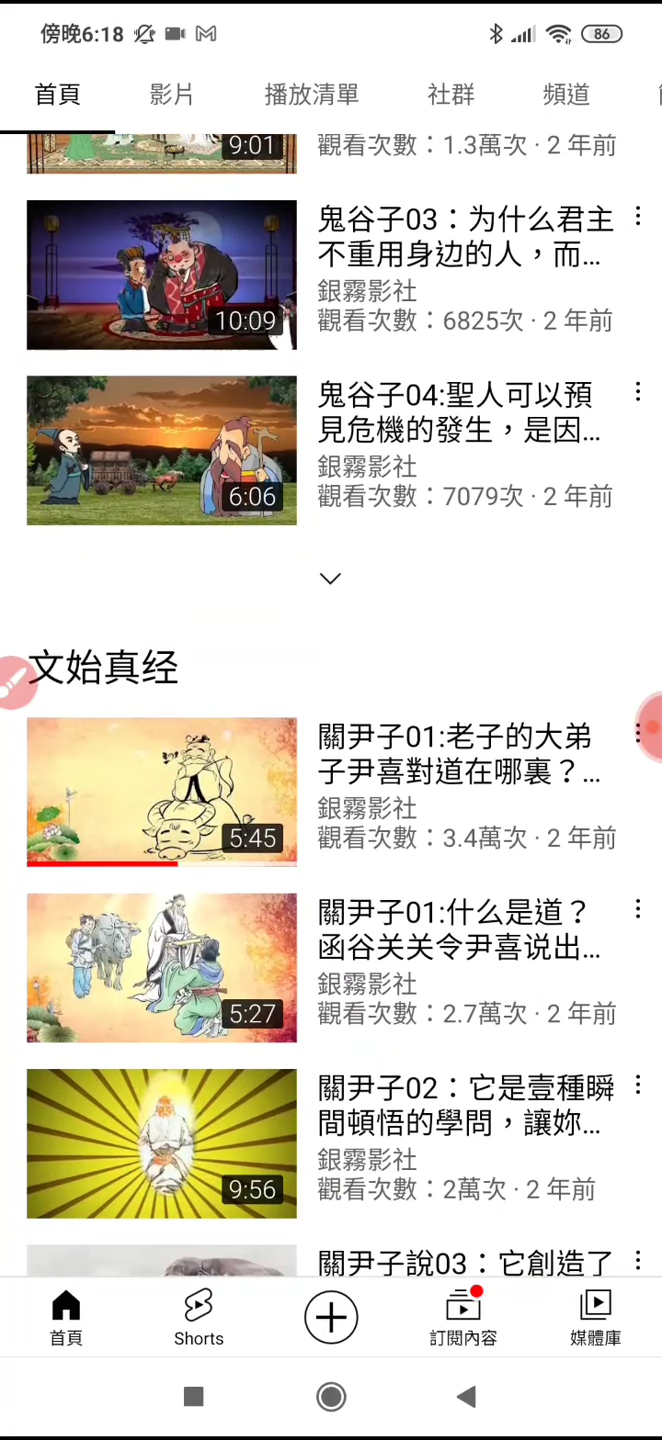 傍晚6:18
86
首頁
影片
播放清單
社群
頻道
9:01
觀看次數：1.3萬次 · 2 年前
10:09
鬼谷子03：为什么君主
不重用身边的人，而...
銀霧影社
觀看次數：6825次 · 2 年前
6:06
鬼谷子04:聖人可以預
見危機的發生，是因...
銀霧影社
觀看次數：7079次 · 2 年前
文始真经
5:45
關尹子01:老子的大弟
子尹喜對道在哪裏？...
銀霧影社
觀看次數：3.4萬次 · 2 年前
5:27
關尹子01:什么是道？
函谷关关令尹喜说出...
銀霧影社
觀看次數：2.7萬次 · 2 年前
9:56
關尹子02：它是壹種瞬
間頓悟的學問，讓妳...
銀霧影社
觀看次數：2萬次 · 2 年前
關尹子說03：它創造了
首頁
Shorts
訂閱內容
媒體庫